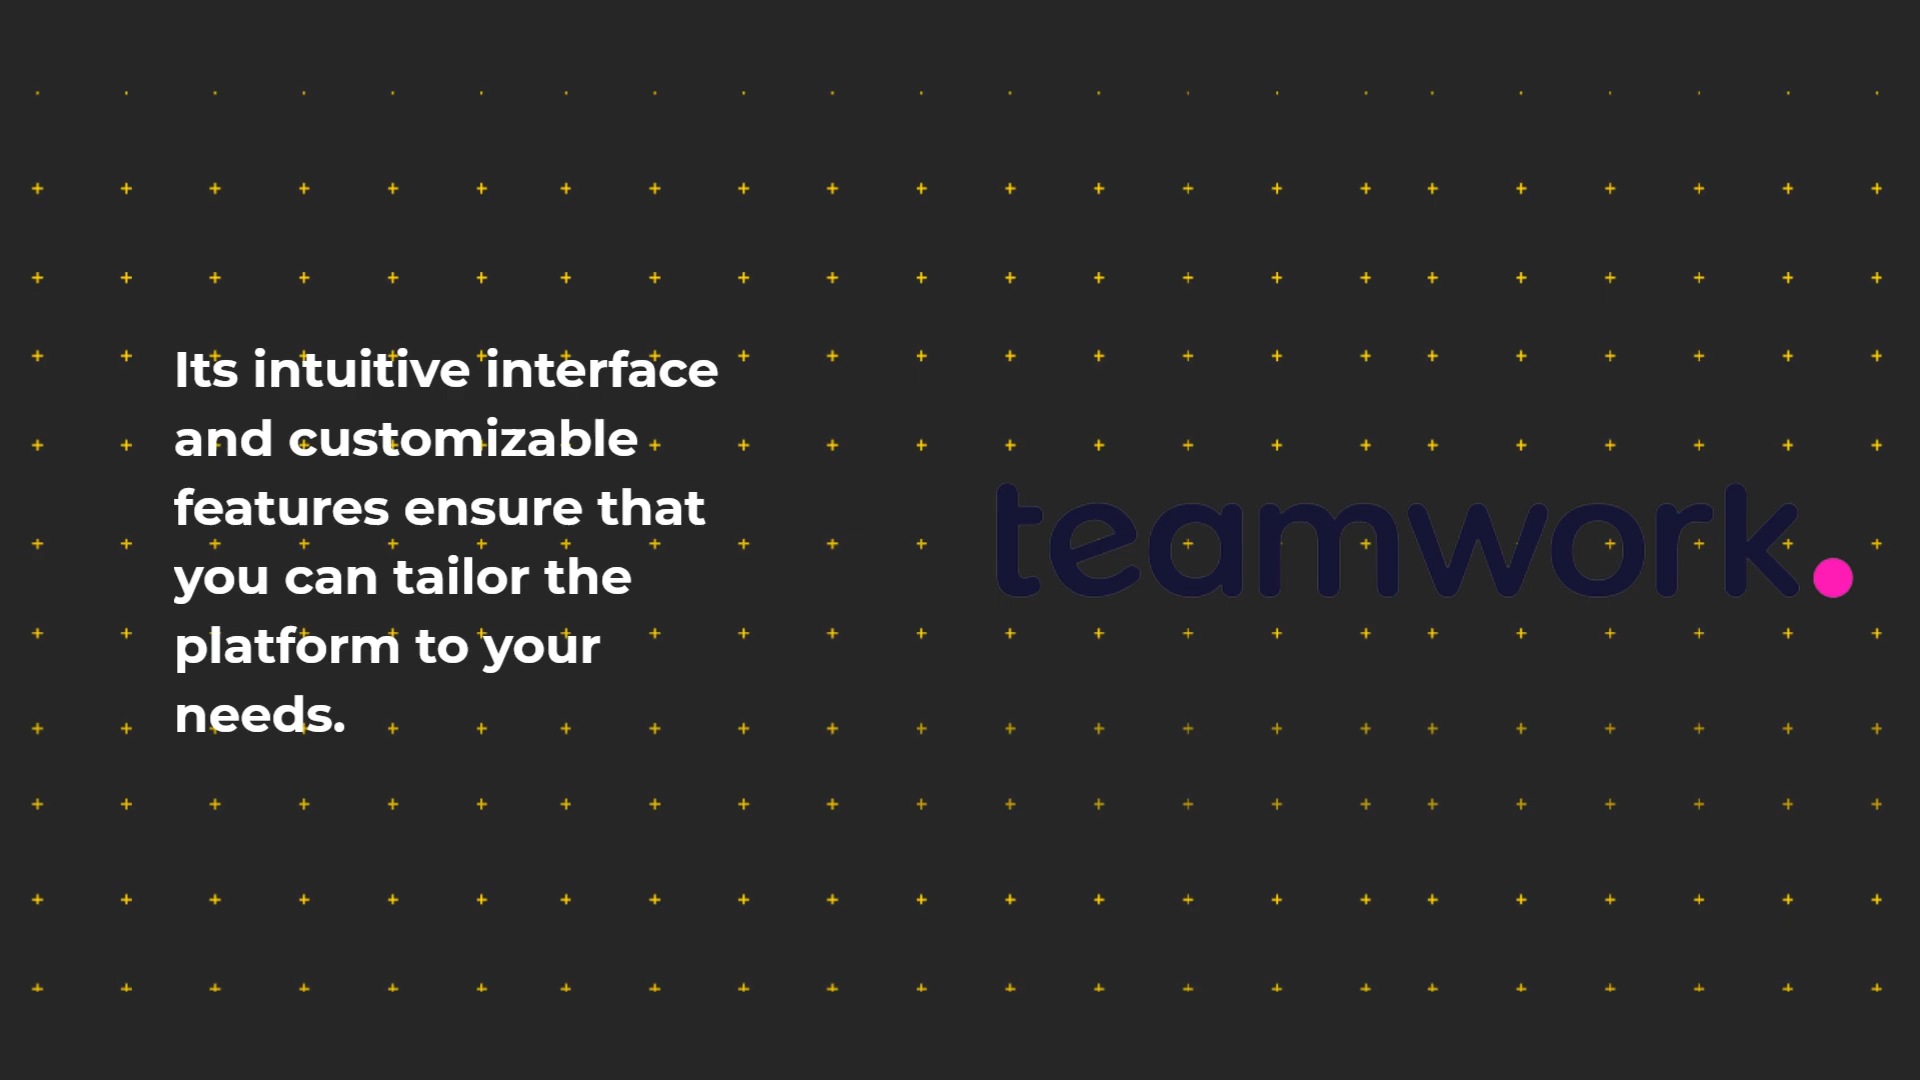 Its intuitive interface
and customizable
features ensure that
you can tailor the
platform to your
needs.
teamwork.